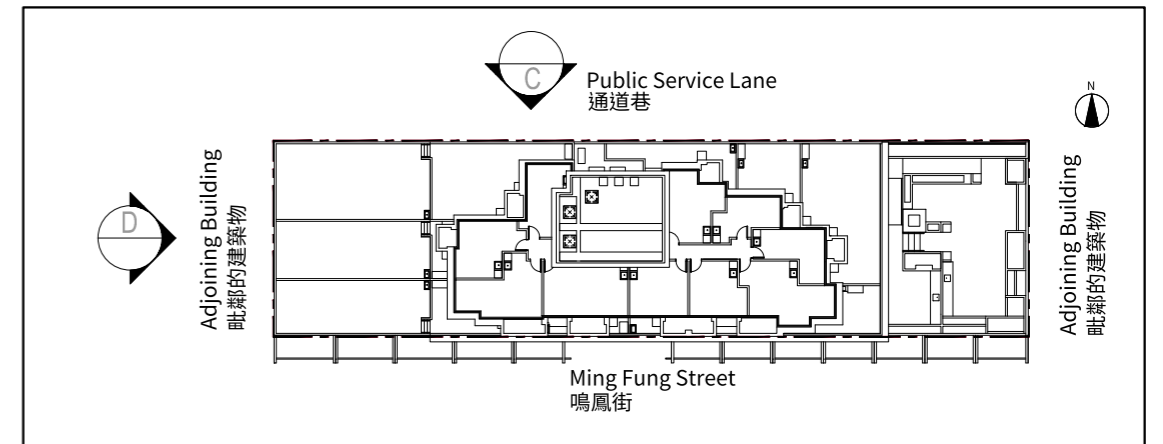 C
Public Service Lane
通道巷
N
D
Adjoining Building
毗鄰的建築物
Adjoining Building
毗鄰的建築物
Ming Fung Street
鳴鳳街